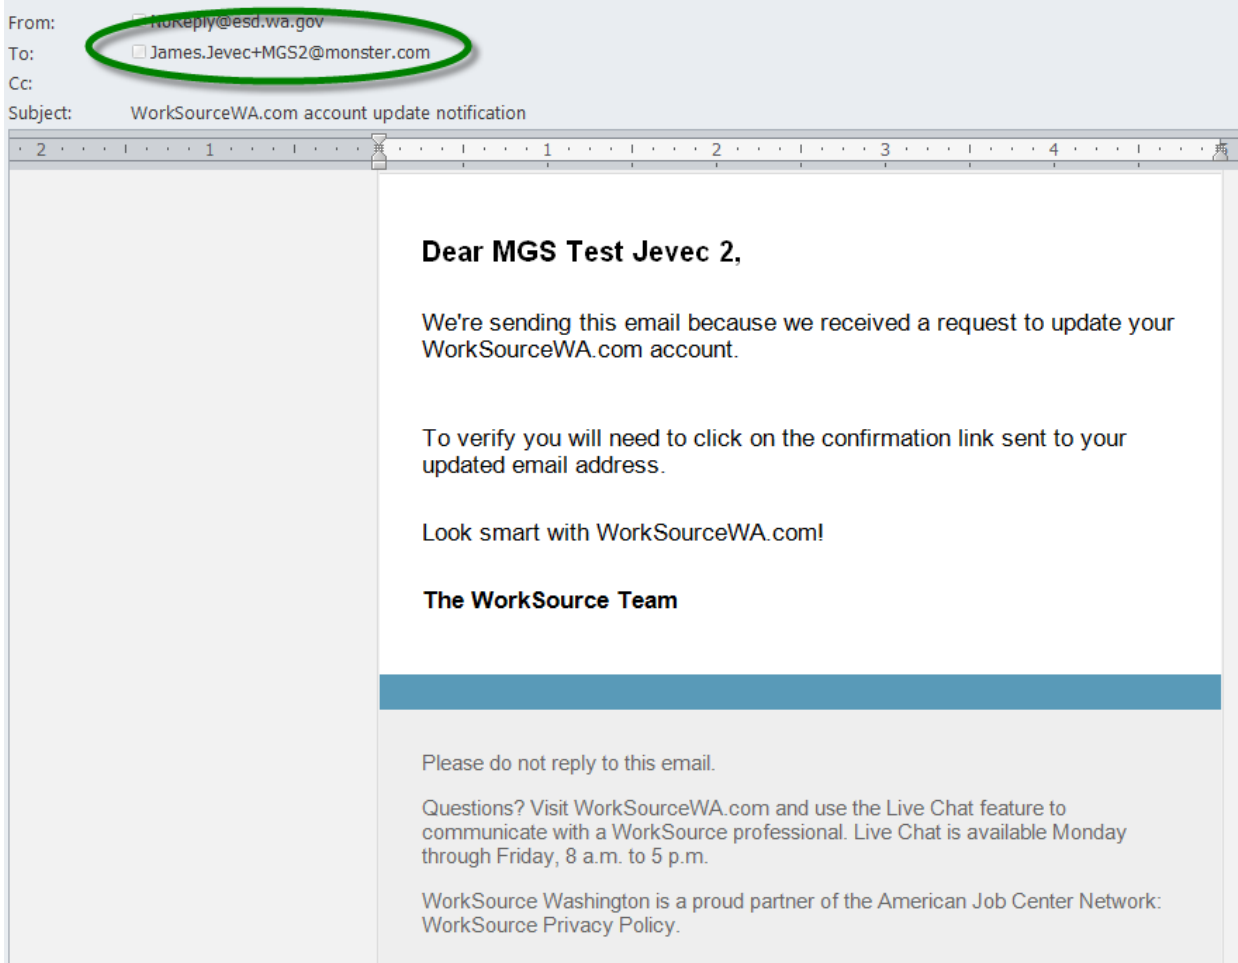 From: NoReply@esd.wa.gov
To: James.Jevec+MGS2@monster.com
Cc:
Subject: WorkSourceWA.com account update notification
2 1 1 2 3 4 5
Dear MGS Test Jevec 2,
We're sending this email because we received a request to update your
WorkSourceWA.com account.
To verify you will need to click on the confirmation link sent to your
updated email address.
Look smart with WorkSourceWA.com!
The WorkSource Team
Please do not reply to this email.
Questions? Visit WorkSourceWA.com and use the Live Chat feature to
communicate with a WorkSource professional. Live Chat is available Monday
through Friday, 8 a.m. to 5 p.m.
WorkSource Washington is a proud partner of the American Job Center Network:
WorkSource Privacy Policy.